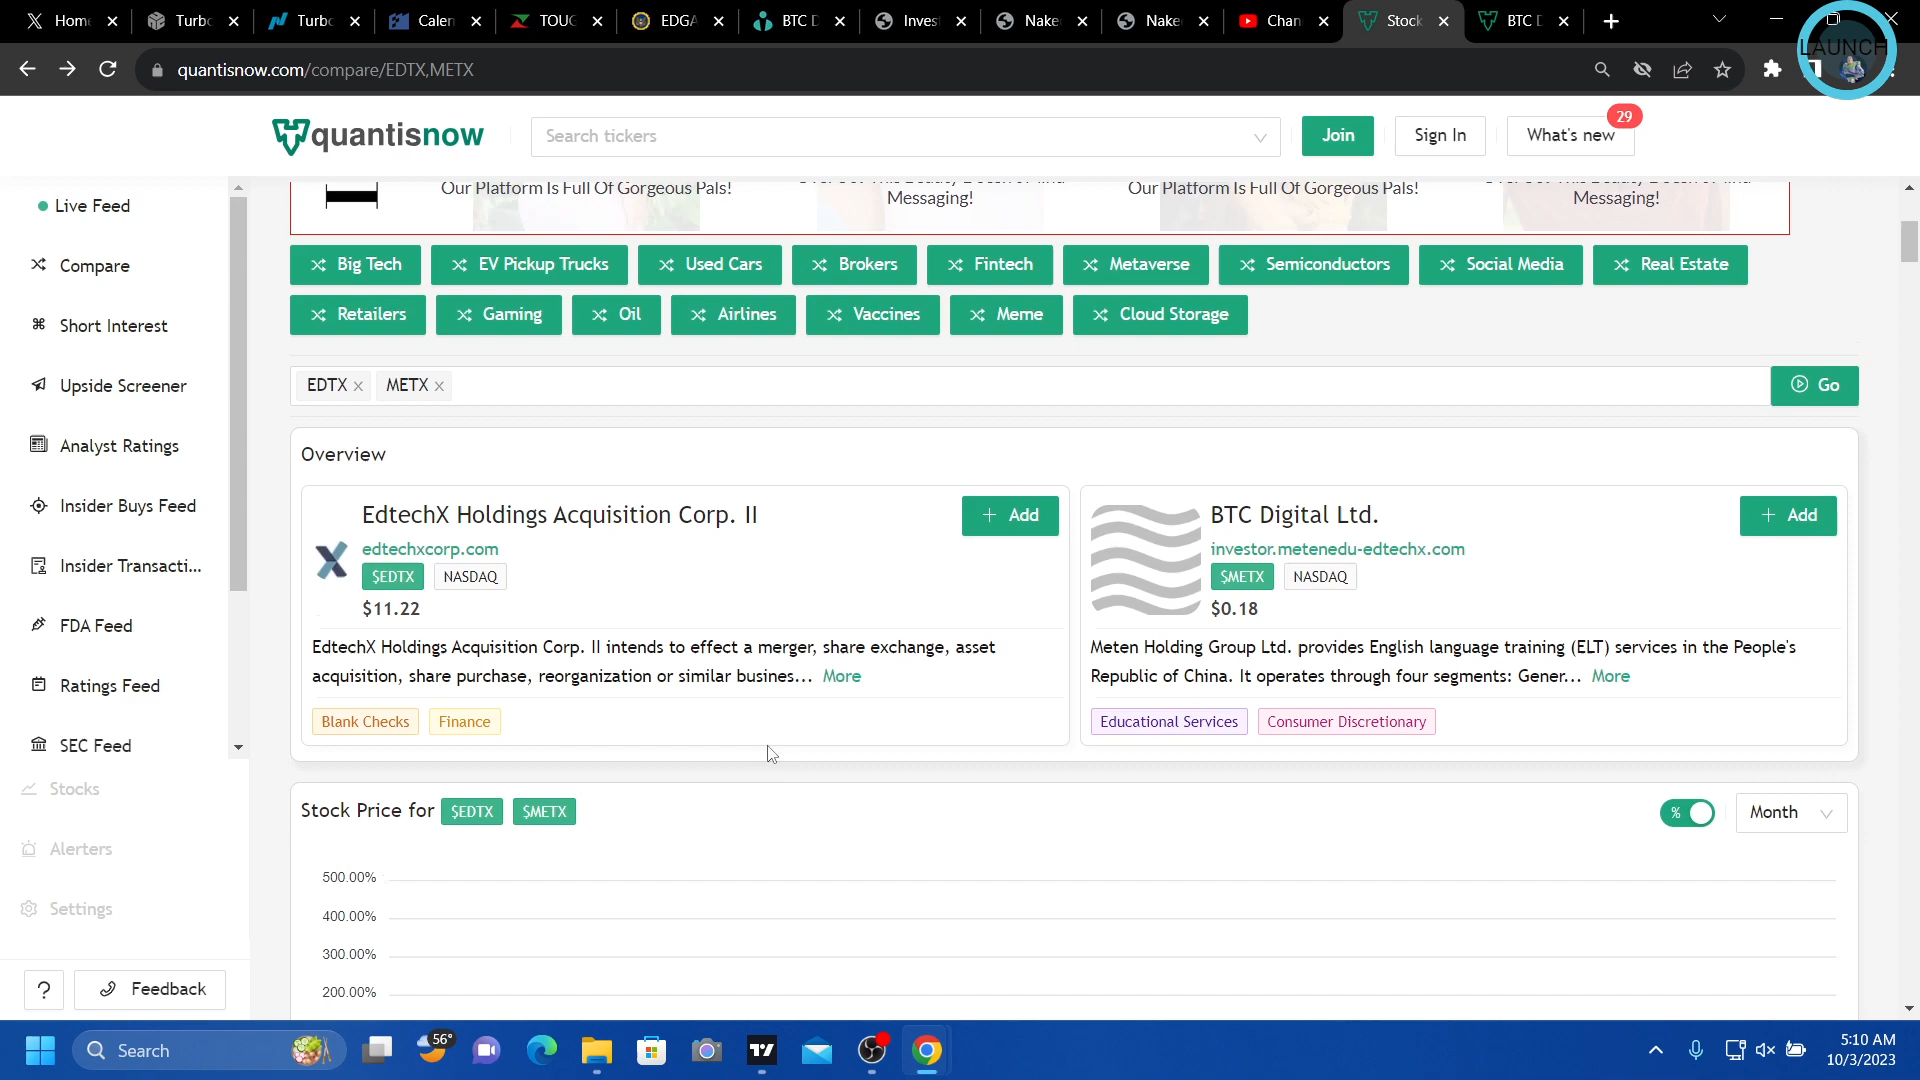 Home
Turbo
Turbo
Calen
TOUG
EDGA
BTC D
Invest
Nake
Nake
Chan
Stock
BTC D
LAUNCH
quantisnow.com/compare/EDTX,METX
quantisnow
Search tickers
Join
Sign In
What's new
29
Our Platform Is Full Of Gorgeous Pals!
Messaging!
Our Platform Is Full Of Gorgeous Pals!
Messaging!
Live Feed
Compare
Short Interest
Upside Screener
Analyst Ratings
Insider Buys Feed
Insider Transacti...
FDA Feed
Ratings Feed
SEC Feed
Stocks
Alerters
Settings
?
Feedback
Big Tech
EV Pickup Trucks
Used Cars
Brokers
Fintech
Metaverse
Semiconductors
Social Media
Real Estate
Retailers
Gaming
Oil
Airlines
Vaccines
Meme
Cloud Storage
EDTX
METX
Go
Overview
EdtechX Holdings Acquisition Corp. II
+ Add
edtechxcorp.com
$EDTX
NASDAQ
$11.22
EdtechX Holdings Acquisition Corp. II intends to effect a merger, share exchange, asset
acquisition, share purchase, reorganization or similar busines... More
Blank Checks
Finance
BTC Digital Ltd.
+ Add
investor.metenedu-edtechx.com
$METX
NASDAQ
$0.18
Meten Holding Group Ltd. provides English language training (ELT) services in the People's
Republic of China. It operates through four segments: Gener... More
Educational Services
Consumer Discretionary
Stock Price for $EDTX $METX
%
Month
500.00%
400.00%
300.00%
200.00%
Search
56°
5:10 AM
10/3/2023